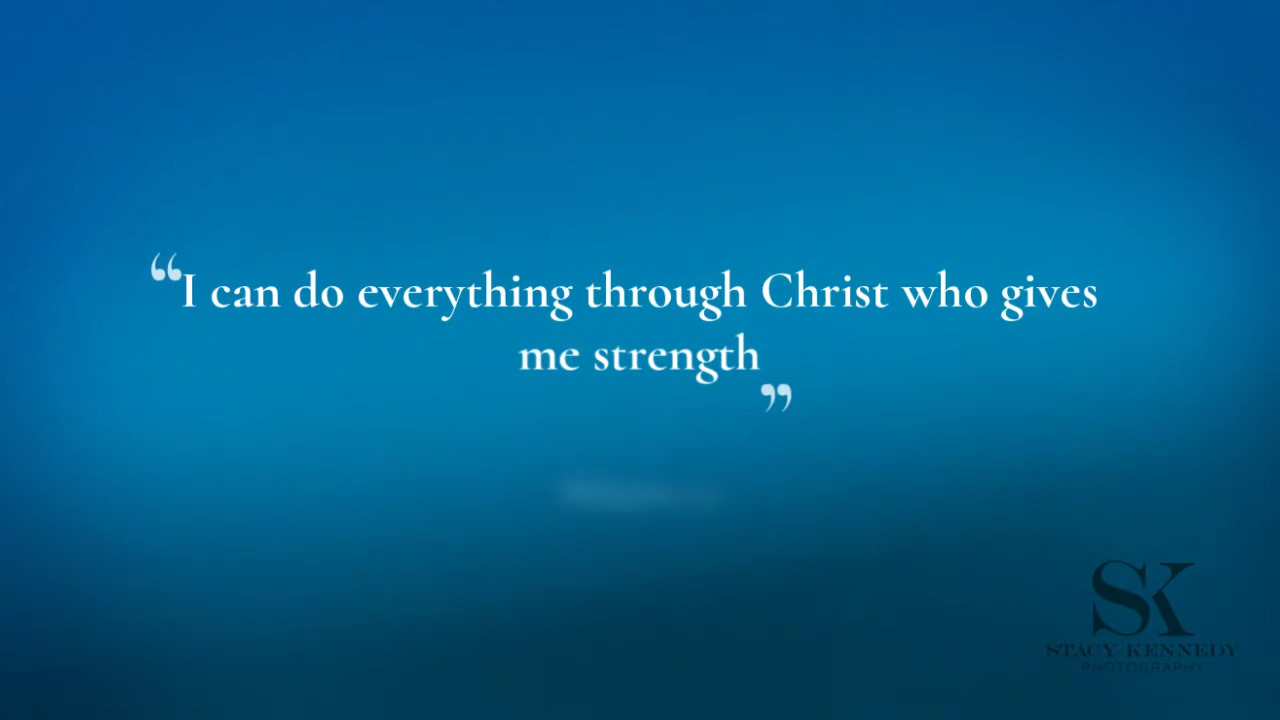 “I can do everything through Christ who gives
me strength”
SK
STACY KENNEDY
PHOTOGRAPHY